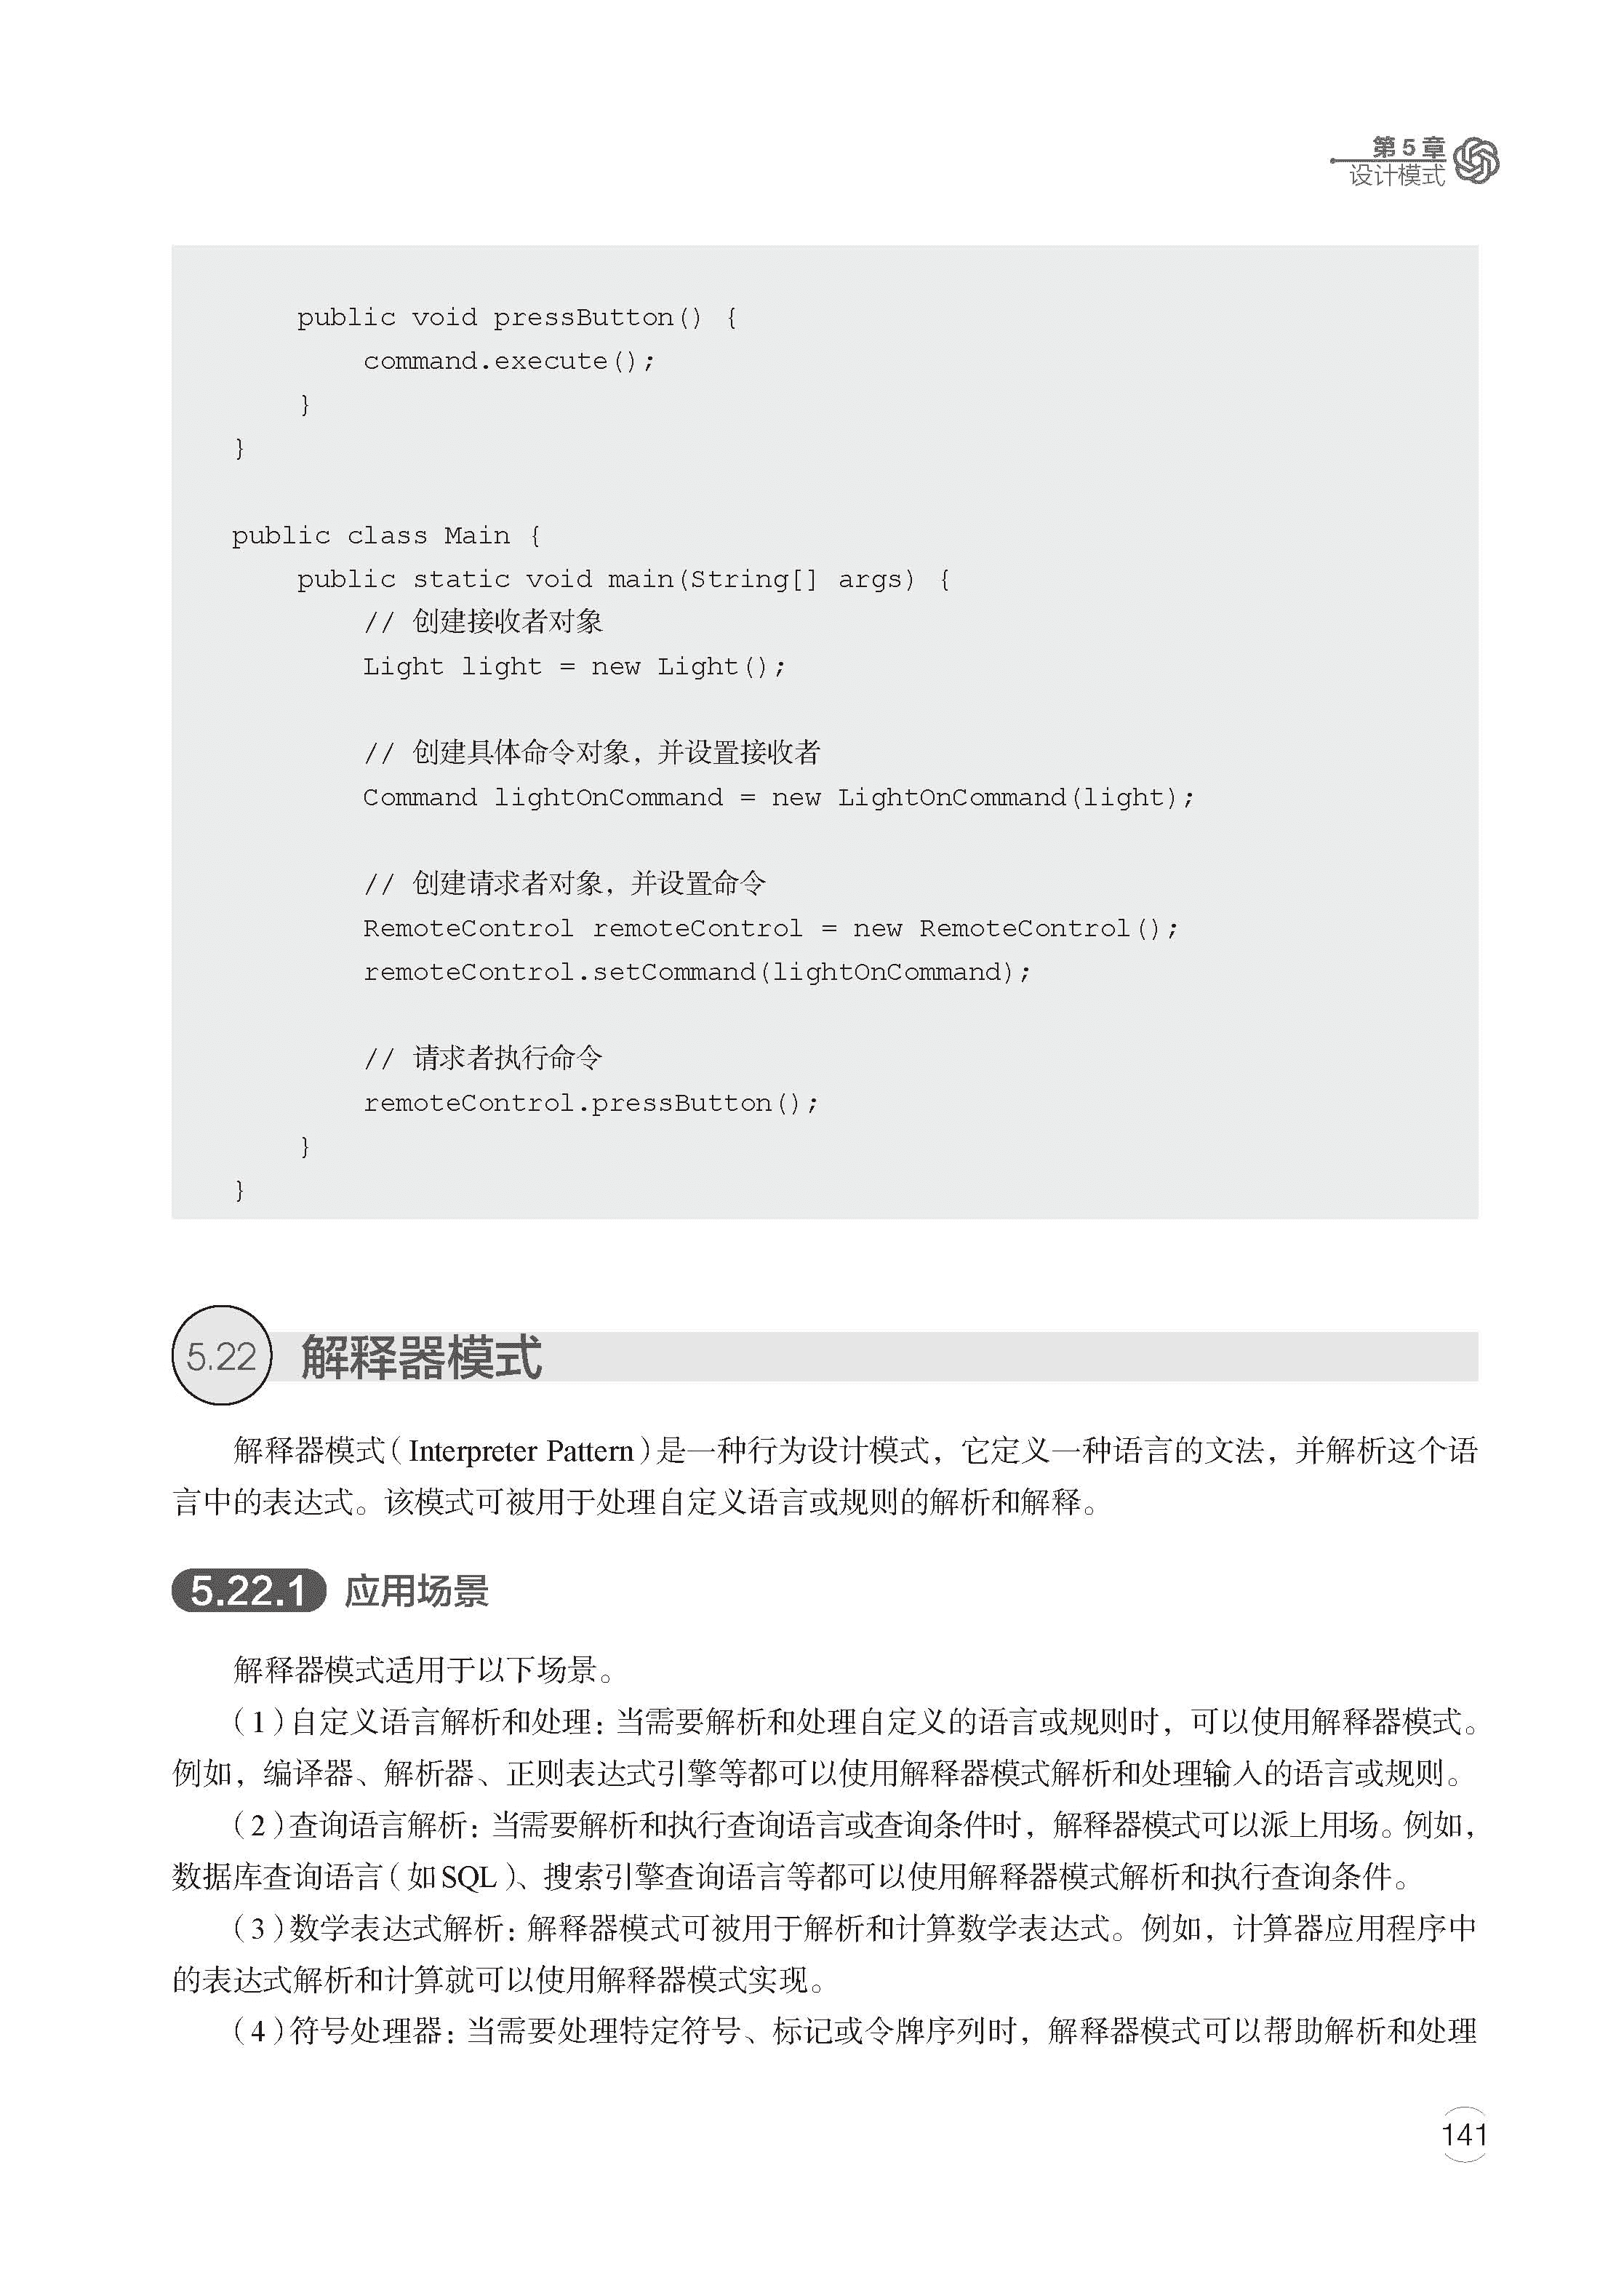 第 5 章
设计模式
    public void pressButton() {
        command.execute();
    }
}
public class Main {
    public static void main(String[] args) {
        // 创建接收者对象
        Light light = new Light();
        // 创建具体命令对象，并设置接收者
        Command lightOnCommand = new LightOnCommand(light);
        // 创建请求者对象，并设置命令
        RemoteControl remoteControl = new RemoteControl();
        remoteControl.setCommand(lightOnCommand);
        // 请求者执行命令
        remoteControl.pressButton();
    }
}
5.22 解释器模式
解释器模式（Interpreter Pattern）是一种行为设计模式，它定义一种语言的文法，并解析这个语
言中的表达式。该模式可被用于处理自定义语言或规则的解析和解释。
5.22.1 应用场景
解释器模式适用于以下场景。
（1）自定义语言解析和处理：当需要解析和处理自定义的语言或规则时，可以使用解释器模式。
例如，编译器、解析器、正则表达式引擎等都可以使用解释器模式解析和处理输入的语言或规则。
（2）查询语言解析：当需要解析和执行查询语言或查询条件时，解释器模式可以派上用场。例如，
数据库查询语言（如SQL）、搜索引擎查询语言等都可以使用解释器模式解析和执行查询条件。
（3）数学表达式解析：解释器模式可被用于解析和计算数学表达式。例如，计算器应用程序中
的表达式解析和计算就可以使用解释器模式实现。
（4）符号处理器：当需要处理特定符号、标记或令牌序列时，解释器模式可以帮助解析和处理
141